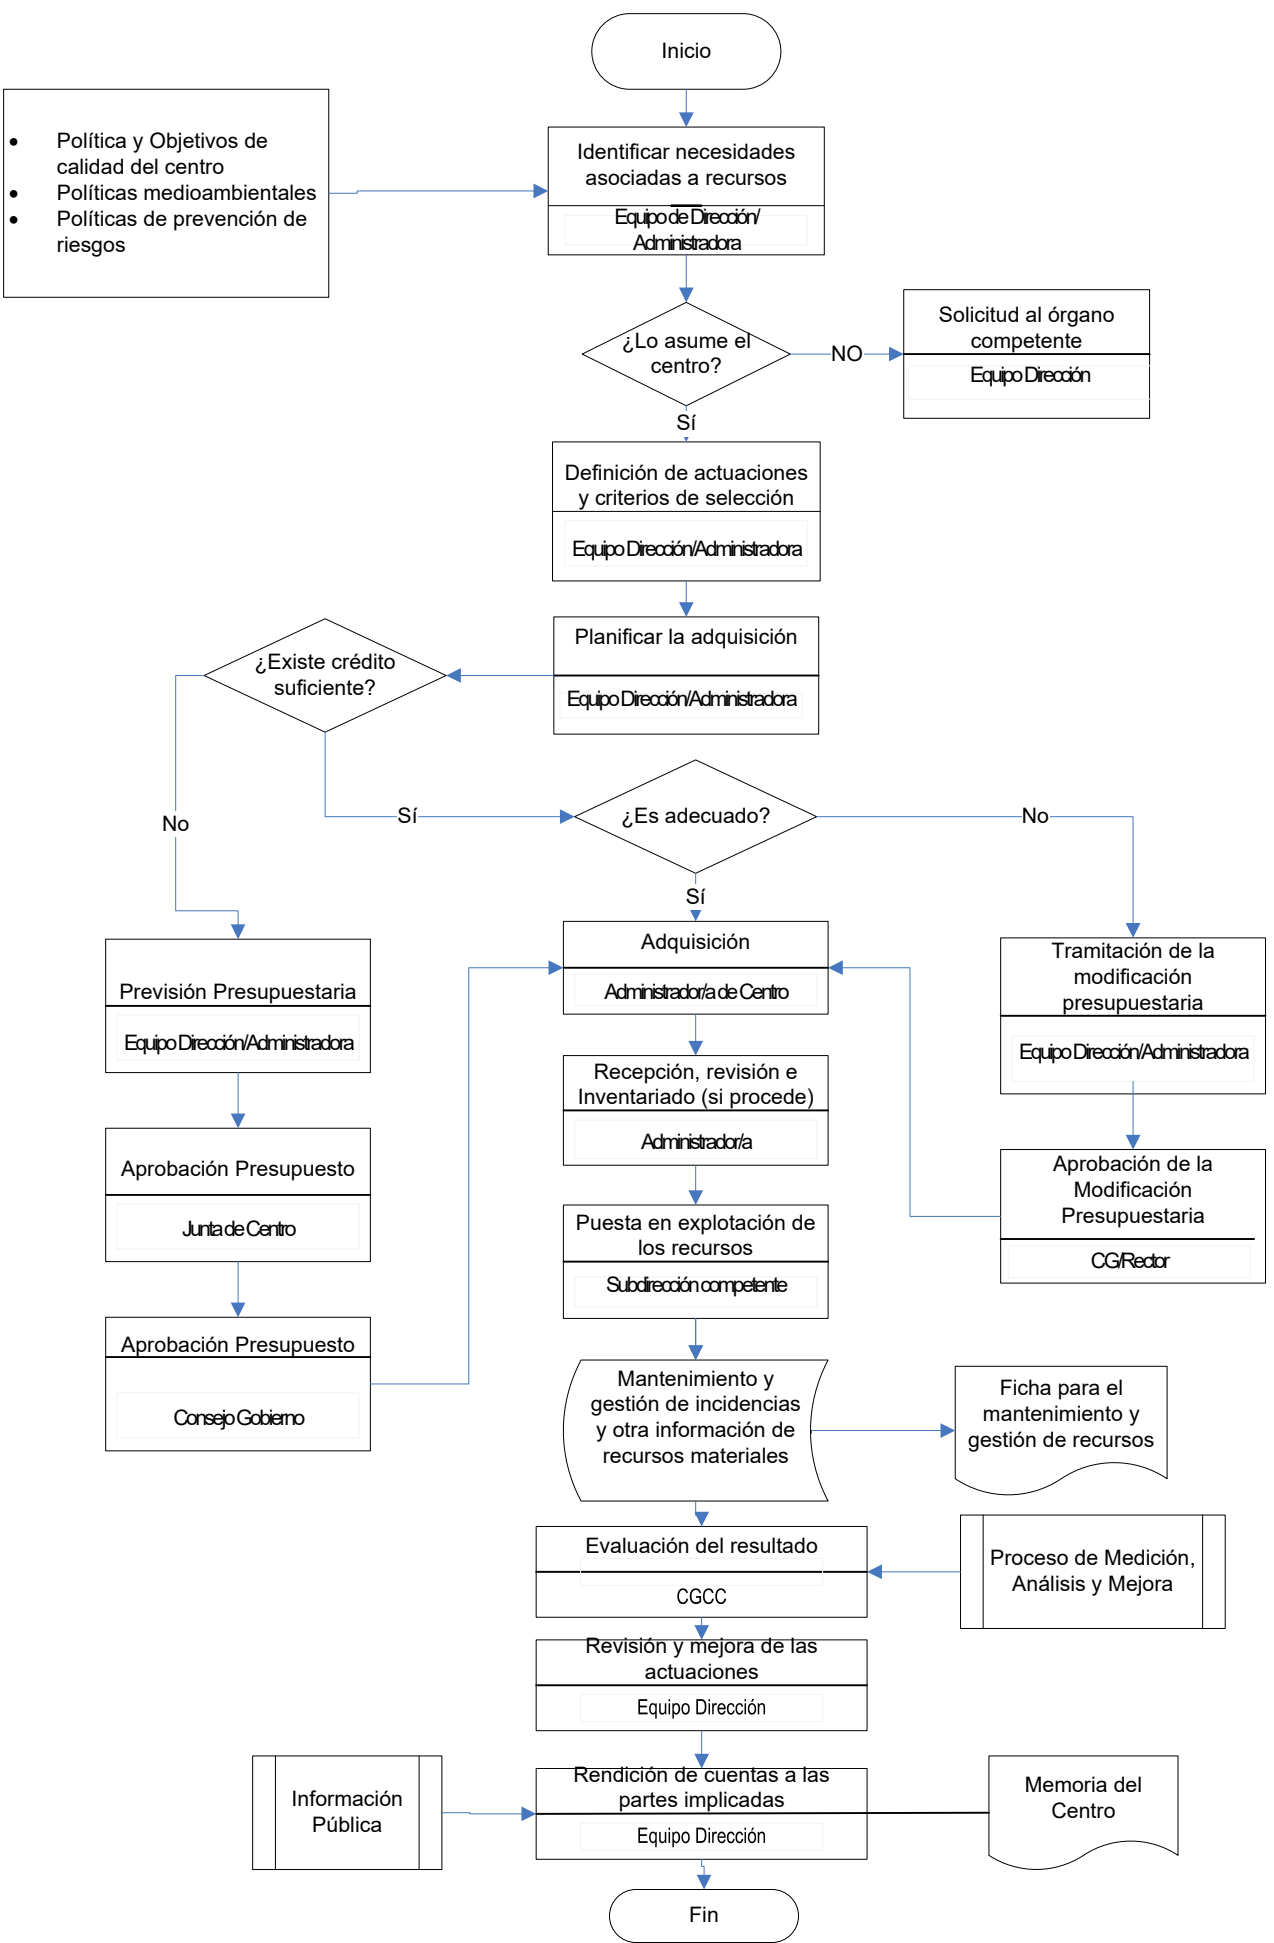 Inicio
• Política y Objetivos de
calidad del centro
• Políticas medioambientales
• Políticas de prevención de
riesgos
Identificar necesidades
asociadas a recursos
Equipo de Dirección/
Administradora
¿Lo asume el
centro?
NO
Solicitud al órgano
competente
Equipo Dirección
Sí
Definición de actuaciones
y criterios de selección
Equipo Dirección/Administradora
Planificar la adquisición
Equipo Dirección/Administradora
¿Existe crédito
suficiente?
No
Sí
¿Es adecuado?
No
Sí
Previsión Presupuestaria
Equipo Dirección/Administradora
Aprobación Presupuesto
Junta de Centro
Aprobación Presupuesto
Consejo Gobierno
Adquisición
Administrador/a de Centro
Recepción, revisión e
Inventariado (si procede)
Administrador/a
Puesta en explotación de
los recursos
Subdirección competente
Tramitación de la
modificación
presupuestaria
Equipo Dirección/Administradora
Aprobación de la
Modificación
Presupuestaria
CG/Rector
Mantenimiento y
gestión de incidencias
y otra información de
recursos materiales
Ficha para el
mantenimiento y
gestión de recursos
Evaluación del resultado
CGCC
Proceso de Medición,
Análisis y Mejora
Revisión y mejora de las
actuaciones
Equipo Dirección
Información
Pública
Rendición de cuentas a las
partes implicadas
Equipo Dirección
Memoria del
Centro
Fin